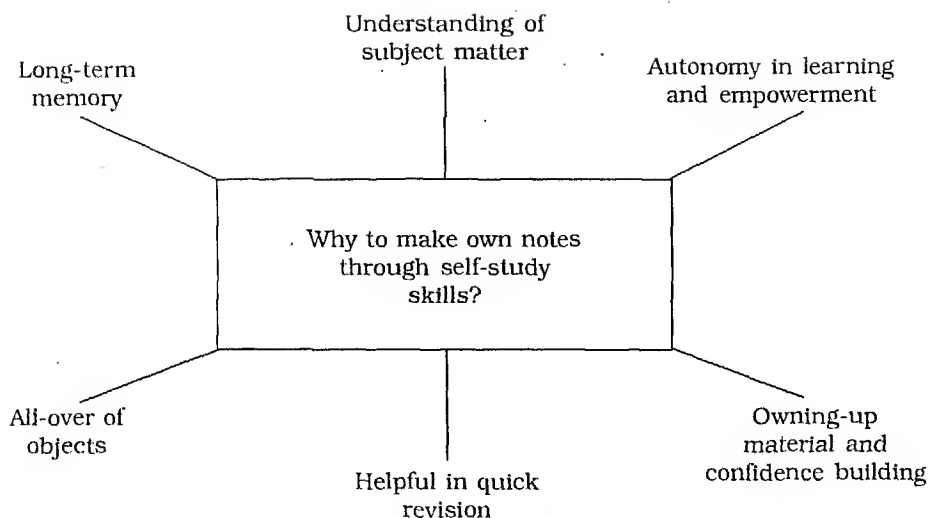 Understanding of
subject matter
Long-term
memory
Autonomy in learning
and empowerment
Why to make own notes
through self-study
skills?
All-over of
objects
Helpful in quick
revision
Owning-up
material and
confidence building